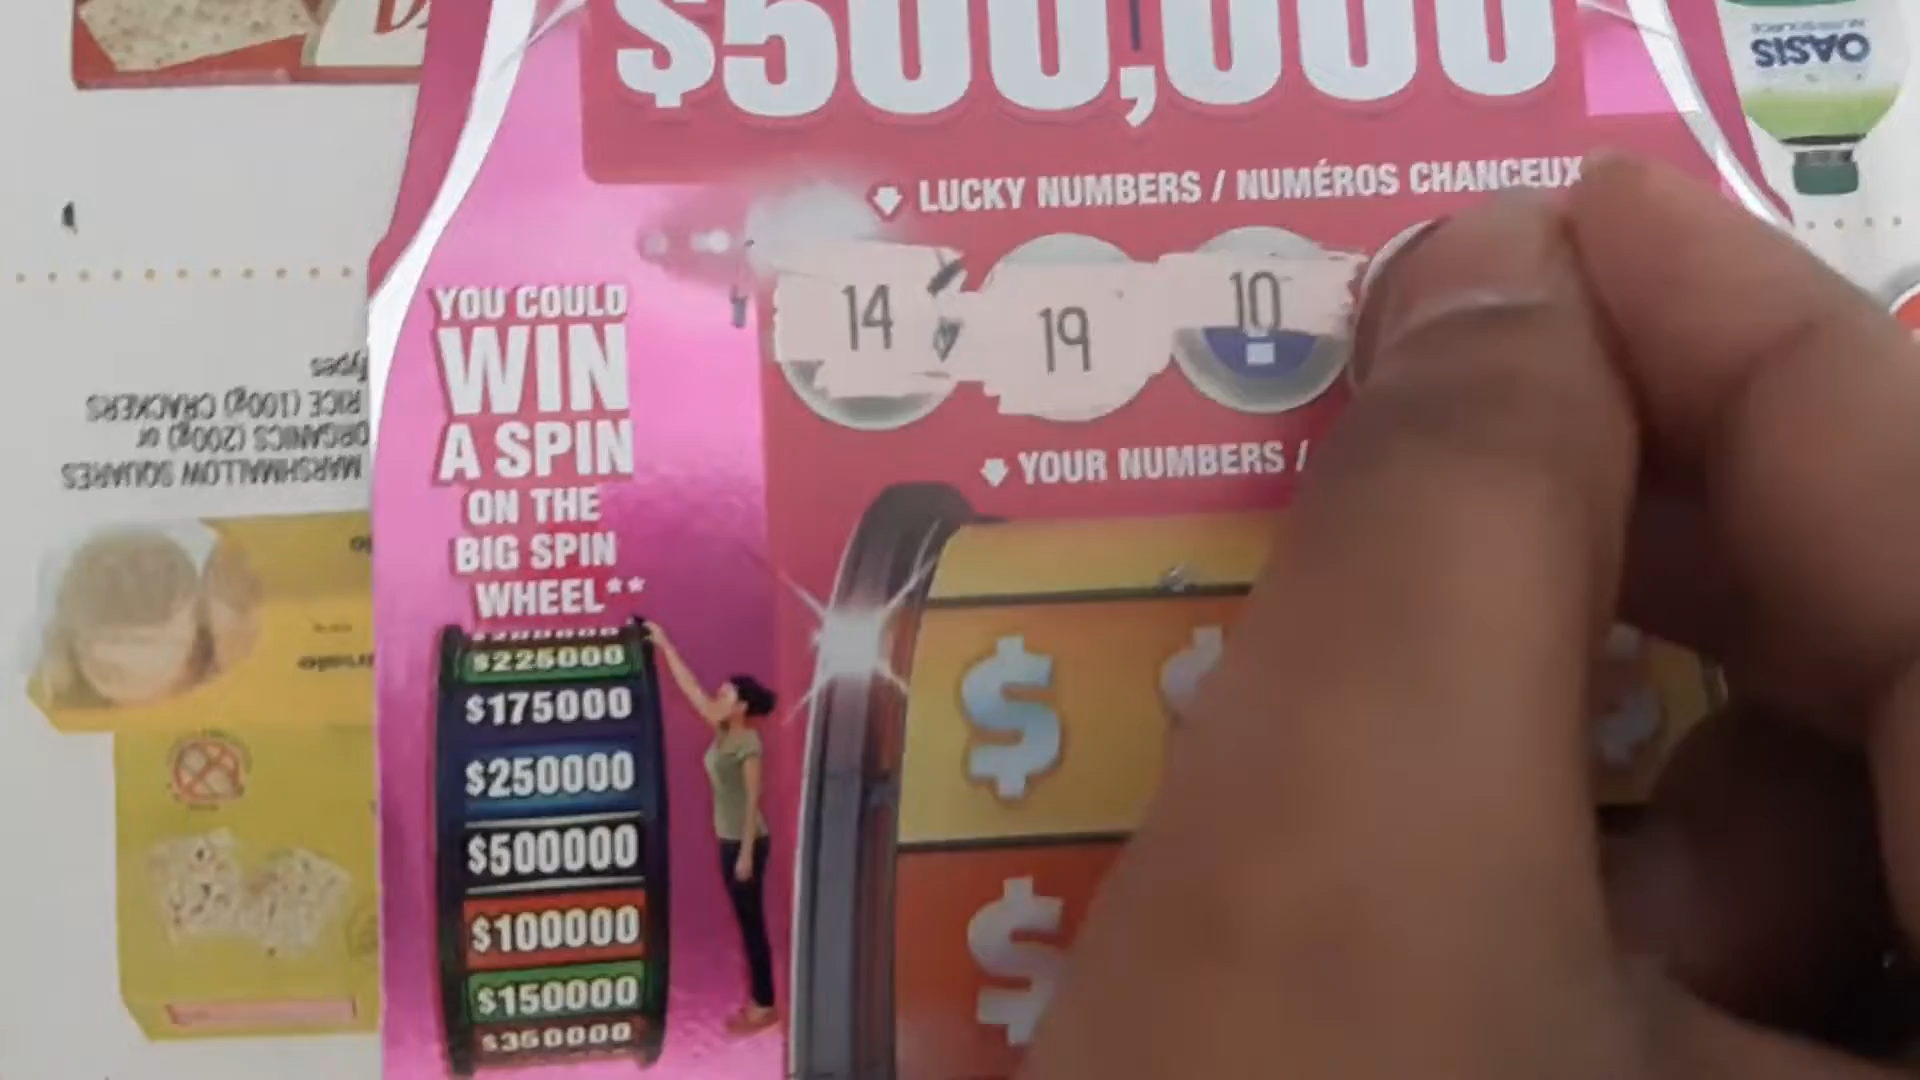 $500,000
LUCKY NUMBERS / NUMÉROS CHANCEUX
14
19
10
YOUR NUMBERS /
YOU COULD
WIN
A SPIN
ON THE
BIG SPIN
WHEEL**
$225000
$175000
$250000
$500000
$100000
$150000
$350000
$
$
$
OASIS
MARSHMALLOW SQUARES
ORGANICS (200g) or
RICE (100g) CRACKERS
Types